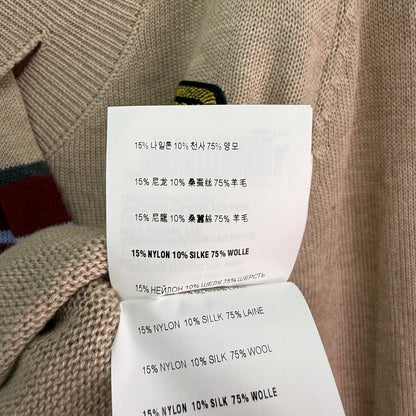 15% 나일론 10% 천사 75% 양모
15% 尼龙 10% 桑蚕丝 75% 羊毛
15% 尼龍 10% 桑蠶絲 75% 羊毛
15% NYLON 10% SILKE 75% WOLLE
15% НЕЙЛОН 10% ШЕЛК 75% ШЕРСТЬ
15% NYLON 10% SILLK 75% LAINE
15% NYLON 10% SILLK 75% WOOL
15% NYLON 10% SILK 75% WOLLE